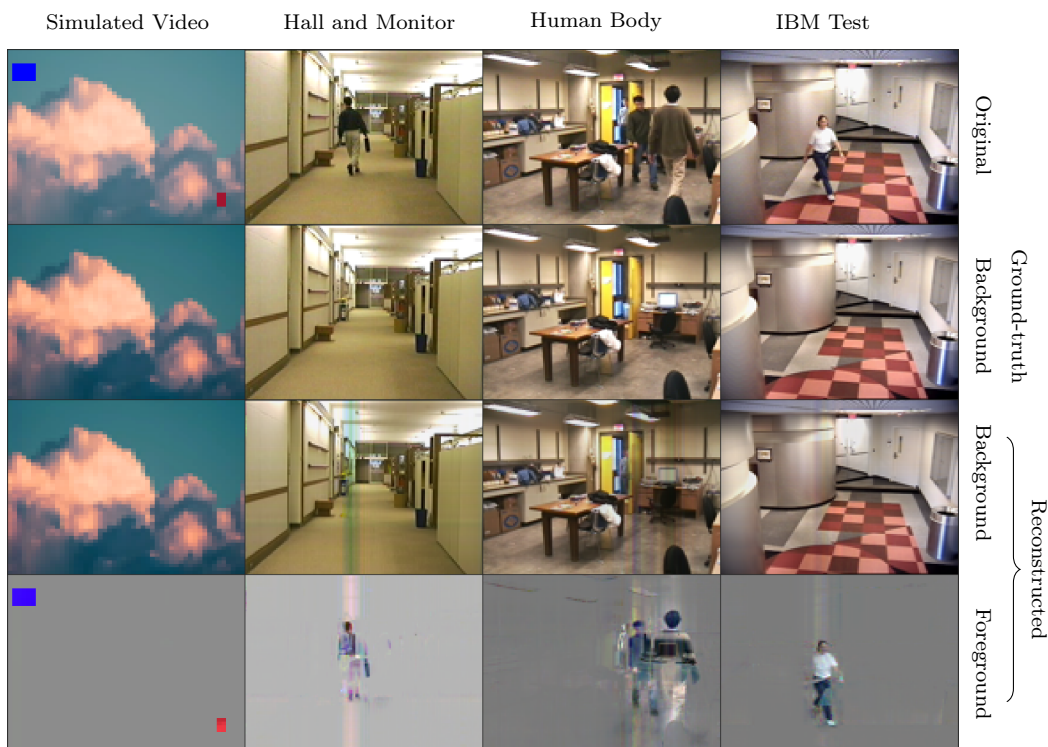 Simulated Video
Hall and Monitor
Human Body
IBM Test
Original
Ground-truth
Background
Background
Reconstructed
Foreground